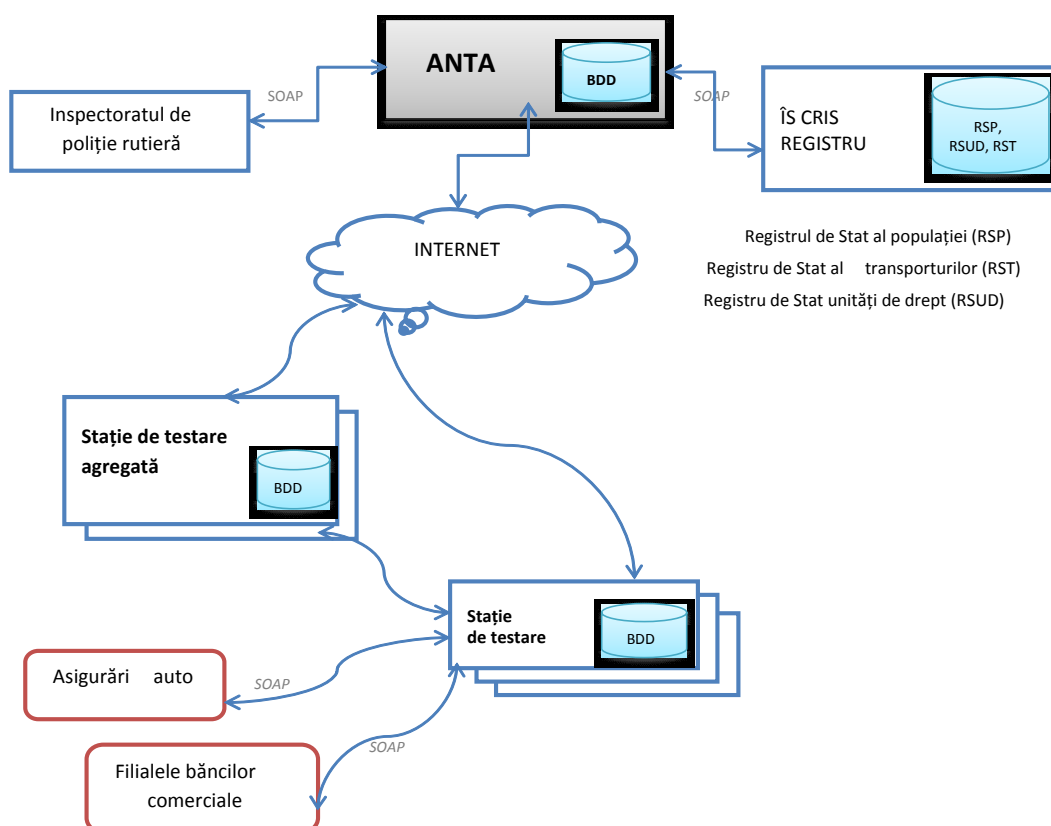 ANTA
BDD
SOAP
SOAP
Inspectoratul de
poliție rutieră
ÎS CRIS
REGISTRU
RSP,
RSUD, RST
INTERNET
Registrul de Stat al populației (RSP)
Registru de Stat al transporturilor (RST)
Registru de Stat unități de drept (RSUD)
Stație de testare
agregată
BDD
Stație
de testare
BDD
Asigurări auto
SOAP
SOAP
Filialele băncilor
comerciale